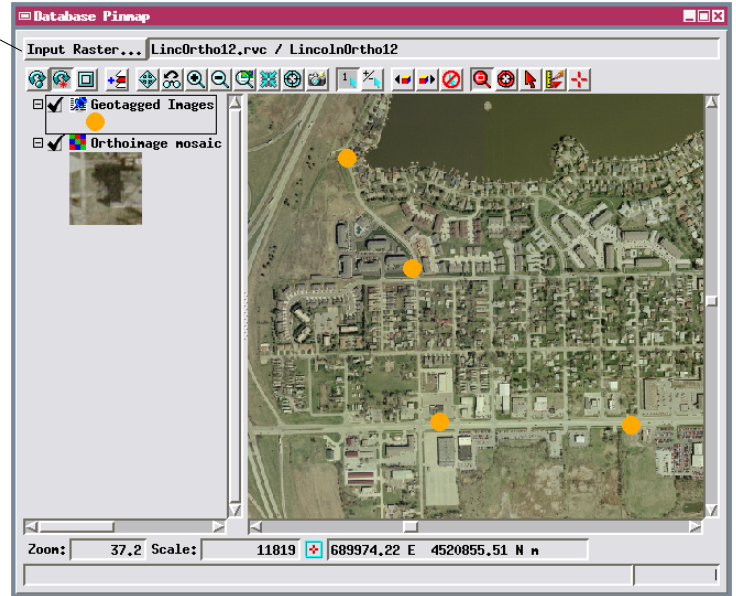 Database Pinmap
Input Raster... LincOrtho12.rvc / LincolnOrtho12
1
Geotagged Images
Orthoimage mosaic
Zoom: 37.2 Scale: 11819 689974.22 E 4520855.51 N m